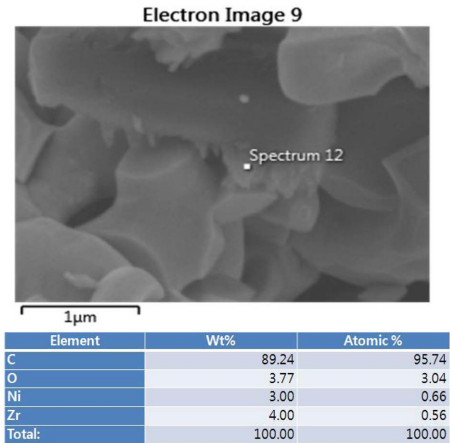 Electron Image 9
Spectrum 12
1μm
Element Wt% Atomic %
C 89.24 95.74
O 3.77 3.04
Ni 3.00 0.66
Zr 4.00 0.56
Total: 100.00 100.00